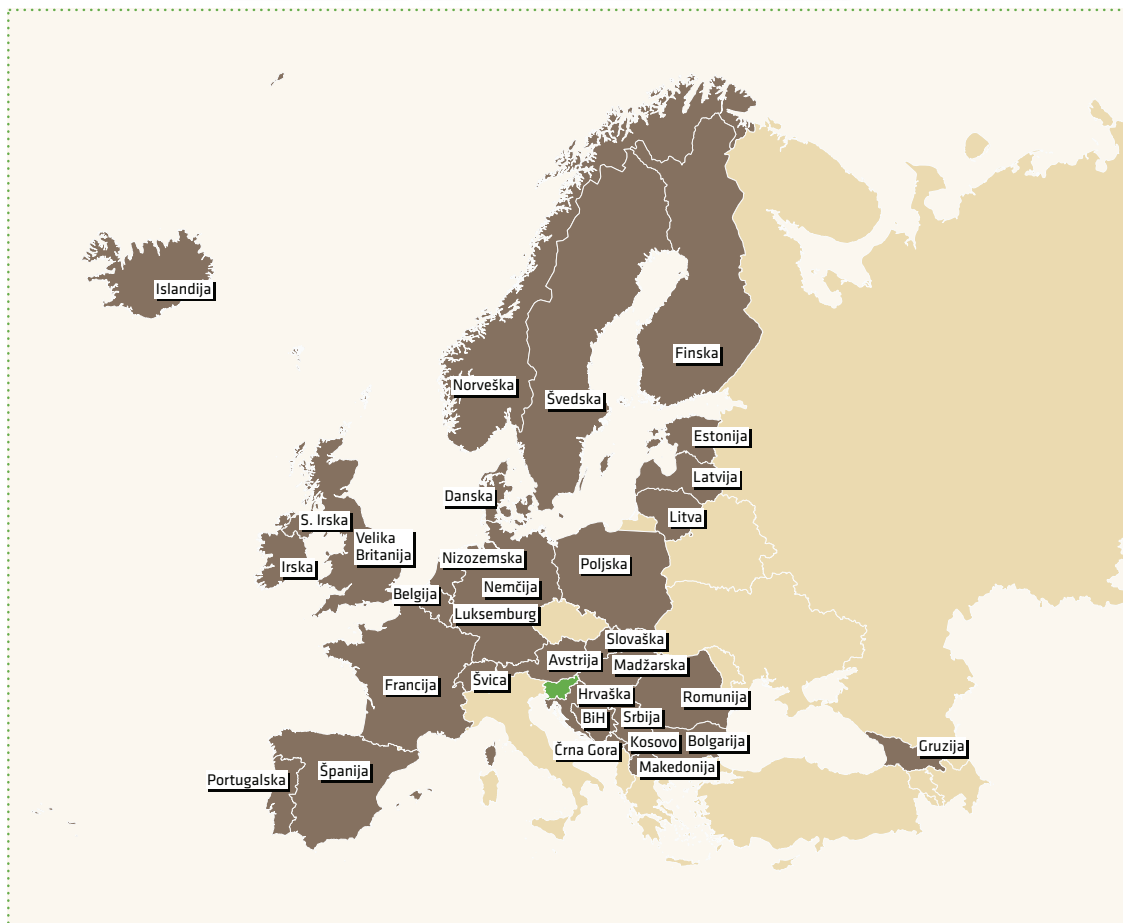 Islandija
Finska
Norveška
Švedska
Estonija
Latvija
Danska
Litva
S. Irska
Velika
Britanija
Nizozemska
Poljska
Irska
Nemčija
Belgija
Luksemburg
Slovaška
Avstrija
Madžarska
Švica
Francija
Hrvaška
Romunija
BiH
Srbija
Kosovo
Bolgarija
Gruzija
Črna Gora
Makedonija
Španija
Portugalska